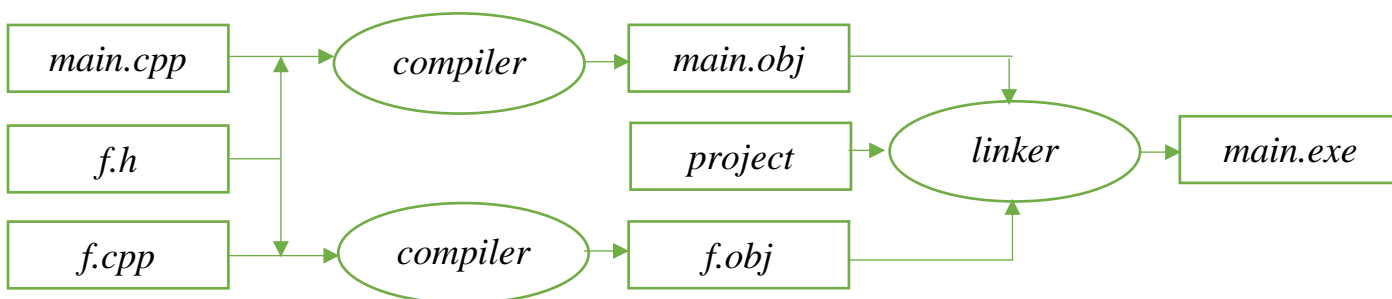 main.cpp
compiler
main.obj
f.h
project
linker
main.exe
f.cpp
compiler
f.obj